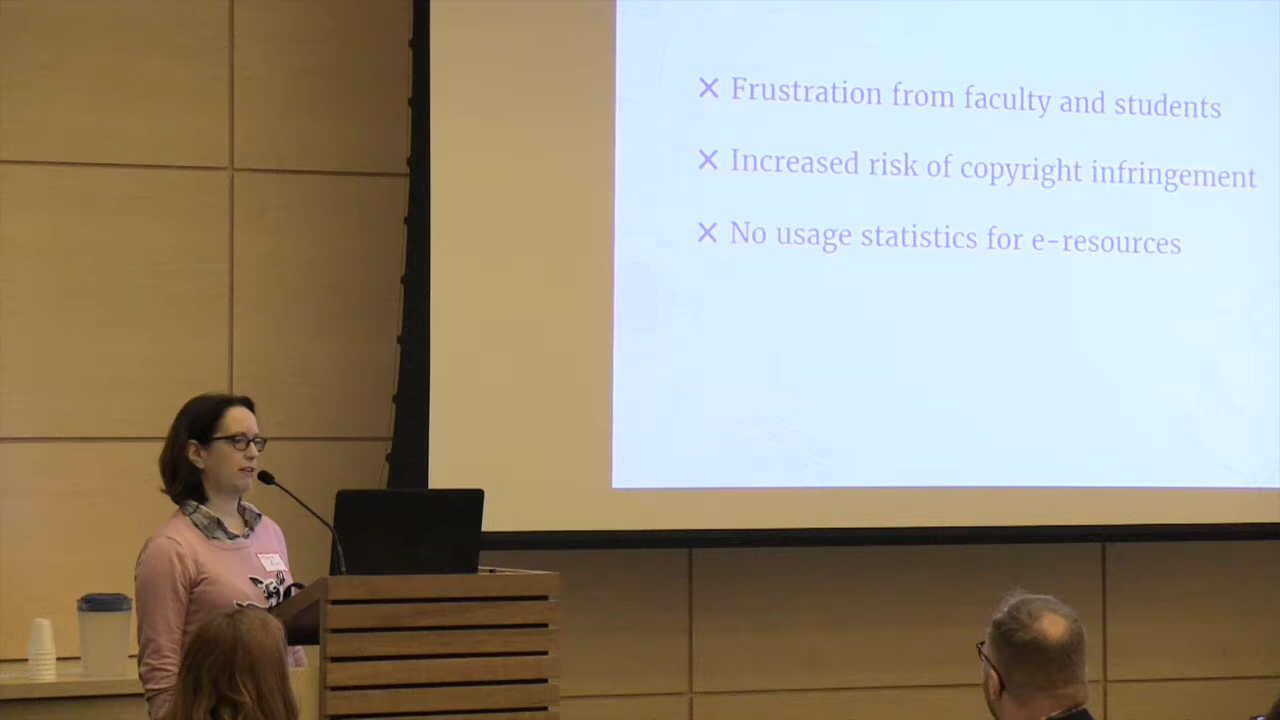 × Frustration from faculty and students
× Increased risk of copyright infringement
× No usage statistics for e-resources